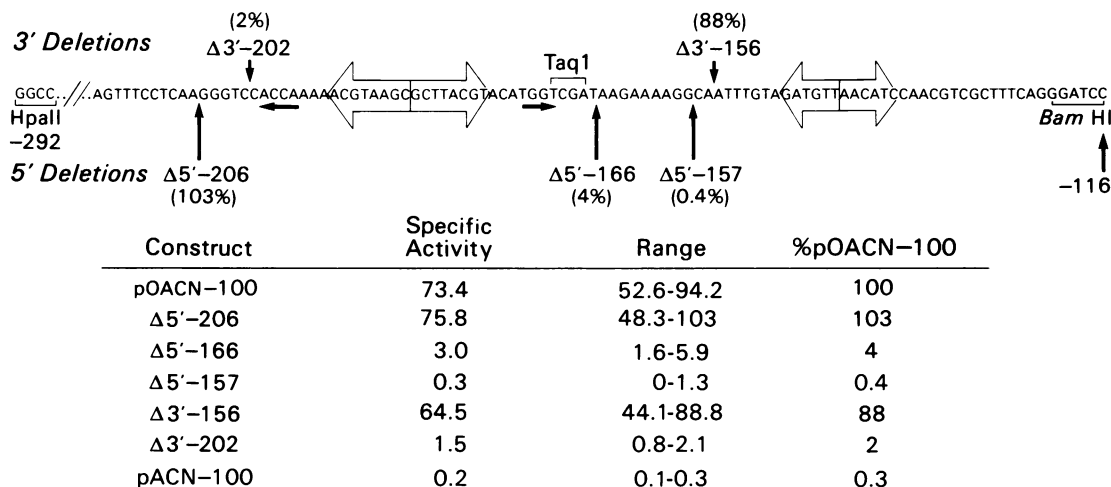 (2%) (88%)
3′ Deletions Δ3′–202 Δ3′–156
Taq1
GGCC..//..AGTTTCCTCAAGGGTCCACCAAAAACGTAAGCGCTTACGTACATGGTCGATAAGAAAAGGCAATTTGTAGATGTTAACATCCAACGTCGCTTTCAGGGATCC
HpaII Bam HI
–292
5′ Deletions Δ5′–206 Δ5′–166 Δ5′–157 –116
(103%) (4%) (0.4%)
Construct Specific Activity Range %pOACN–100
pOACN–100 73.4 52.6-94.2 100
Δ5′–206 75.8 48.3-103 103
Δ5′–166 3.0 1.6-5.9 4
Δ5′–157 0.3 0-1.3 0.4
Δ3′–156 64.5 44.1-88.8 88
Δ3′–202 1.5 0.8-2.1 2
pACN–100 0.2 0.1-0.3 0.3